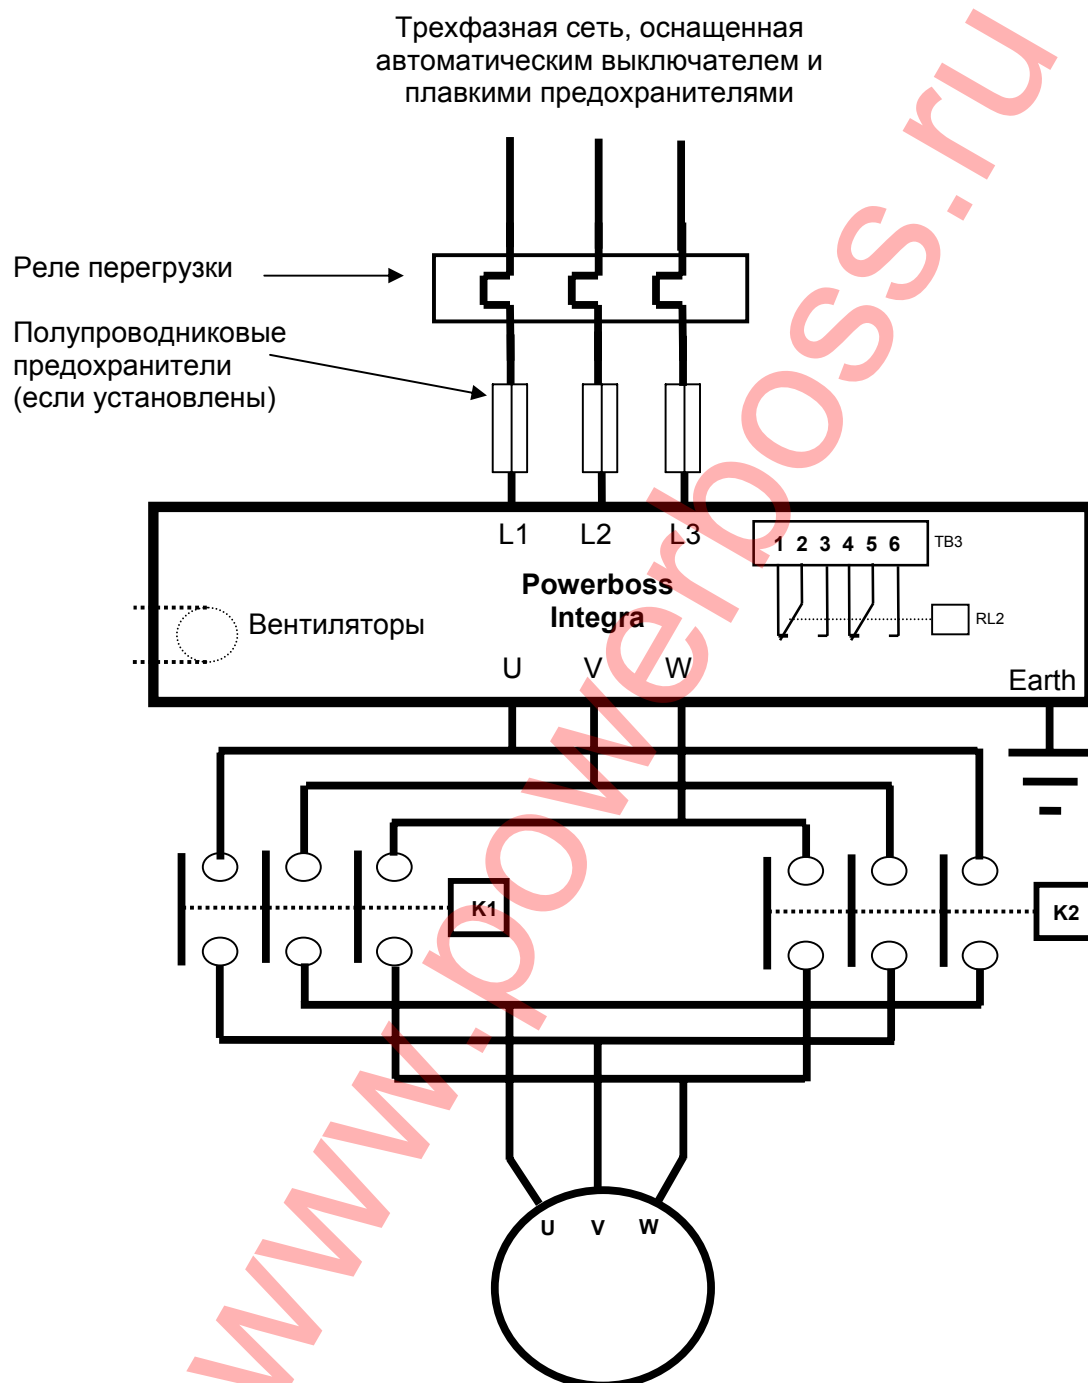 Трехфазная сеть, оснащенная
автоматическим выключателем и
плавкими предохранителями
Реле перегрузки
Полупроводниковые
предохранители
(если установлены)
L1 L2 L3
1 2 3 4 5 6 TB3
Powerboss
Integra
RL2
Вентиляторы
U V W
Earth
K1
K2
U V W
www.powerboss.ru